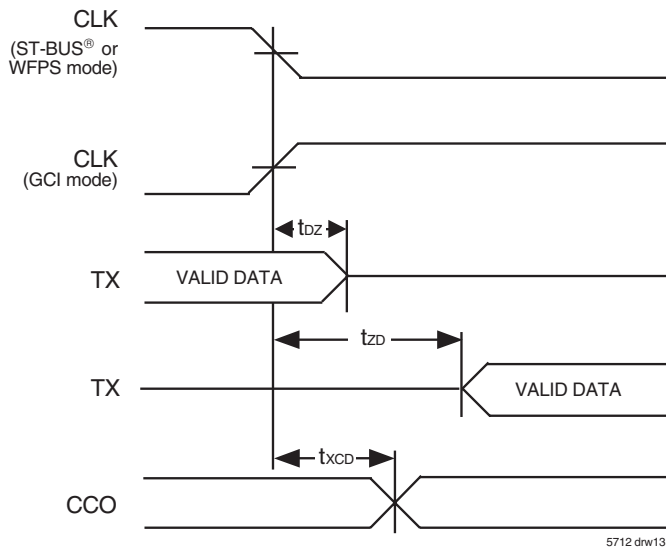 CLK
(ST-BUS® or
WFPS mode)
CLK
(GCI mode)
tDZ
TX
VALID DATA
tZD
TX
VALID DATA
tXCD
CCO
5712 drw13